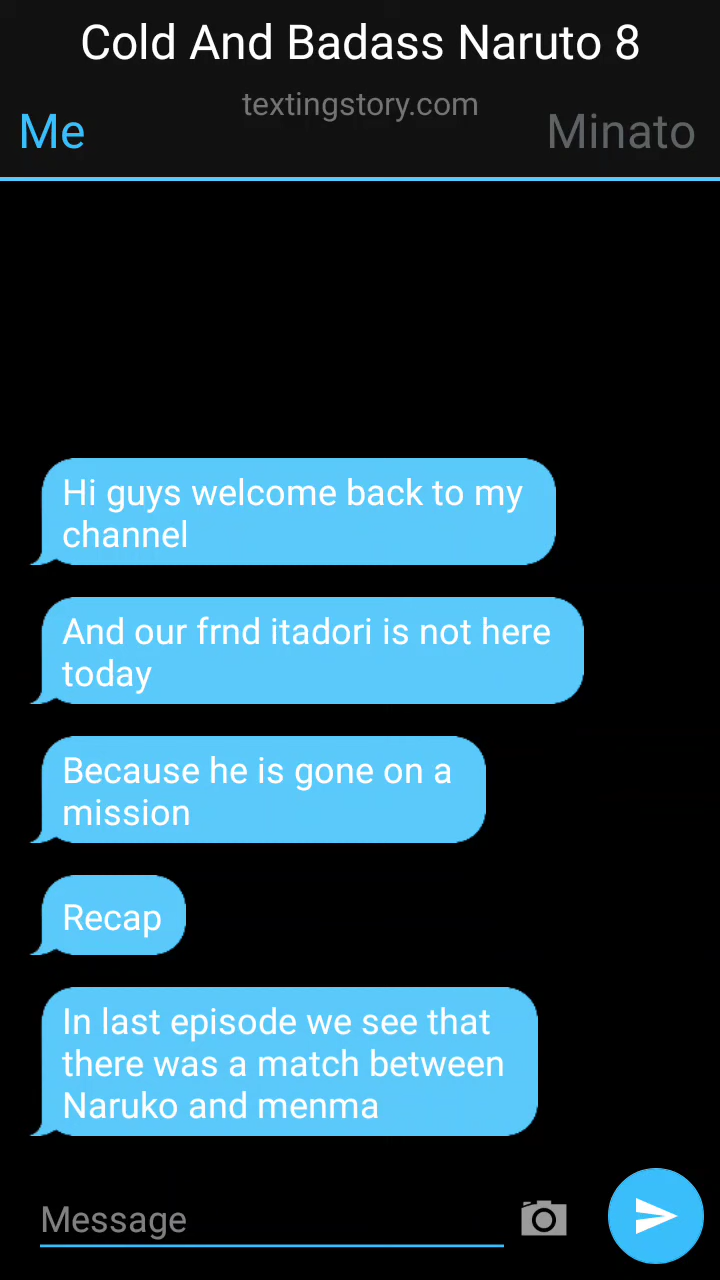 Cold And Badass Naruto 8
textingstory.com
Me
Minato
Hi guys welcome back to my
channel
And our frnd itadori is not here
today
Because he is gone on a
mission
Recap
In last episode we see that
there was a match between
Naruko and menma
Message